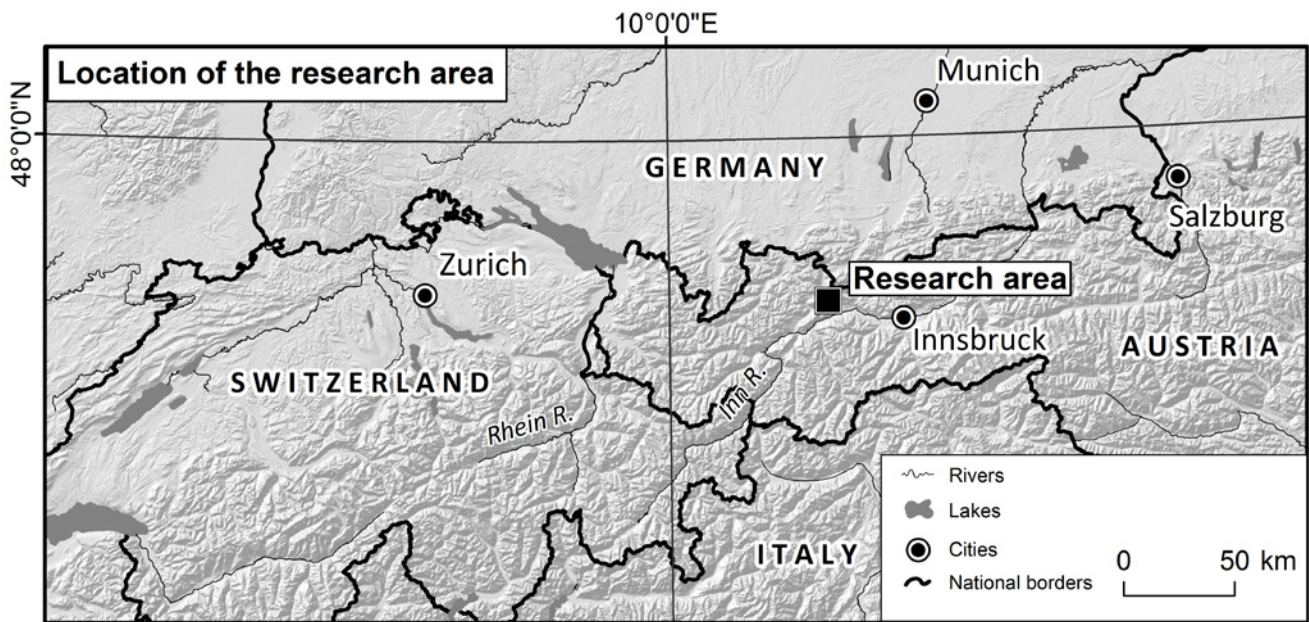 10°0'0"E
Location of the research area
Munich
48°0'0"N
GERMANY
Salzburg
Zurich
Research area
Innsbruck
AUSTRIA
SWITZERLAND
Inn R.
Rhein R.
Rivers
Lakes
ITALY
Cities
0 50 km
National borders